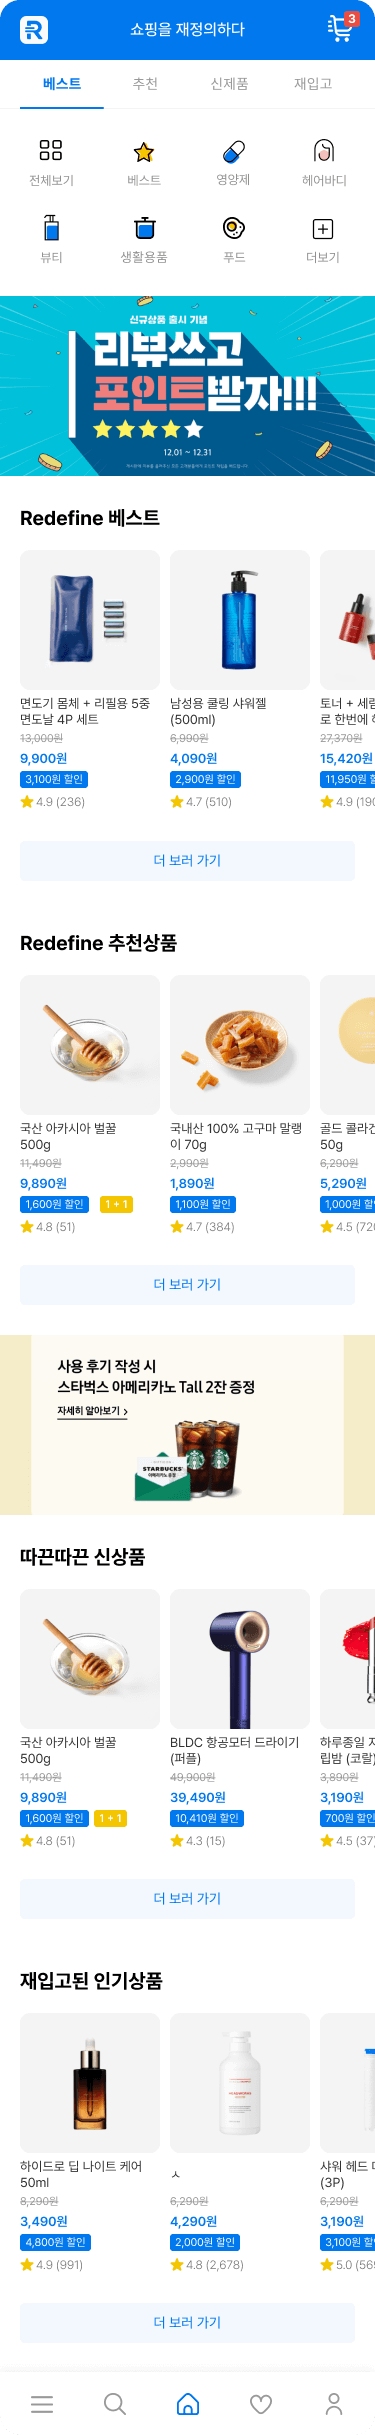 쇼핑을 재정의하다
3
베스트 추천 신제품 재입고
전체보기 베스트 영양제 헤어바디
뷰티 생활용품 푸드 더보기
신규상품 출시 기념
리뷰쓰고
포인트받자!!!
12.01 ~ 12.31
Redefine 베스트
면도기 몸체 + 리필용 5중
면도날 4P 세트
13,000원
9,900원
3,100원 할인
4.9 (236)
남성용 쿨링 샤워젤
(500ml)
6,990원
4,090원
2,900원 할인
4.7 (510)
토너 + 세럼
로 한번에
27,370원
15,420원
11,950원
4.9 (190
더 보러 가기
Redefine 추천상품
국산 아카시아 벌꿀
500g
11,490원
9,890원
1,600원 할인 1 + 1
4.8 (51)
국내산 100% 고구마 말랭
이 70g
2,990원
1,890원
1,100원 할인
4.7 (384)
골드 콜라겐
50g
6,290원
5,290원
1,000원 할
4.5 (720
더 보러 가기
사용 후기 작성 시
스타벅스 아메리카노 Tall 2잔 증정
자세히 알아보기 >
STARBUCKS
아메리카노 증정
따끈따끈 신상품
국산 아카시아 벌꿀
500g
11,490원
9,890원
1,600원 할인 1 + 1
4.8 (51)
BLDC 항공모터 드라이기
(퍼플)
49,900원
39,490원
10,410원 할인
4.3 (15)
하루종일
립밤 (코랄)
3,890원
3,190원
700원 할인
4.5 (37)
더 보러 가기
재입고된 인기상품
하이드로 딥 나이트 케어
50ml
8,290원
3,490원
4,800원 할인
4.9 (991)
ㅅ
6,290원
4,290원
2,000원 할인
4.8 (2,678)
샤워 헤드
(3P)
6,290원
3,190원
3,100원 할
5.0 (569
더 보러 가기